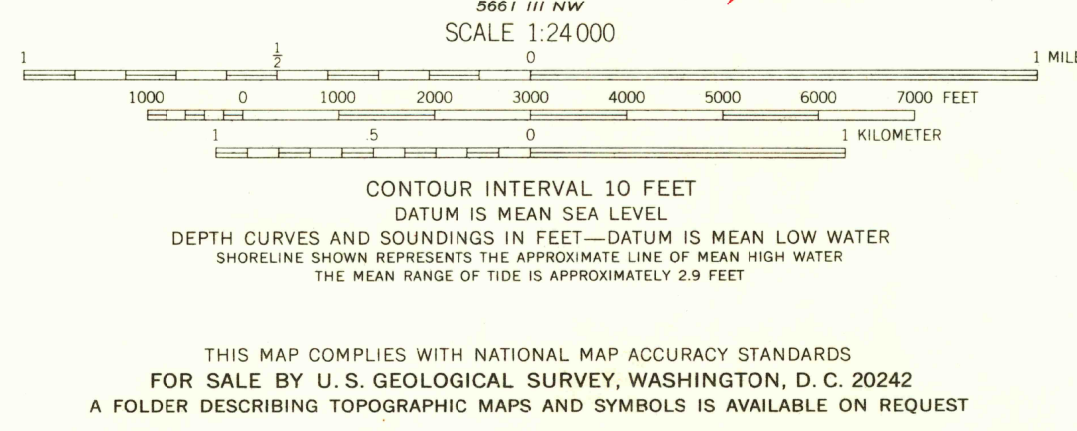 5661 III NW
SCALE 1:24 000
1 ½ 0 1 MILE
1000 0 1000 2000 3000 4000 5000 6000 7000 FEET
1 .5 0 1 KILOMETER
CONTOUR INTERVAL 10 FEET
DATUM IS MEAN SEA LEVEL
DEPTH CURVES AND SOUNDINGS IN FEET—DATUM IS MEAN LOW WATER
SHORELINE SHOWN REPRESENTS THE APPROXIMATE LINE OF MEAN HIGH WATER
THE MEAN RANGE OF TIDE IS APPROXIMATELY 2.9 FEET
THIS MAP COMPLIES WITH NATIONAL MAP ACCURACY STANDARDS
FOR SALE BY U. S. GEOLOGICAL SURVEY, WASHINGTON, D. C. 20242
A FOLDER DESCRIBING TOPOGRAPHIC MAPS AND SYMBOLS IS AVAILABLE ON REQUEST